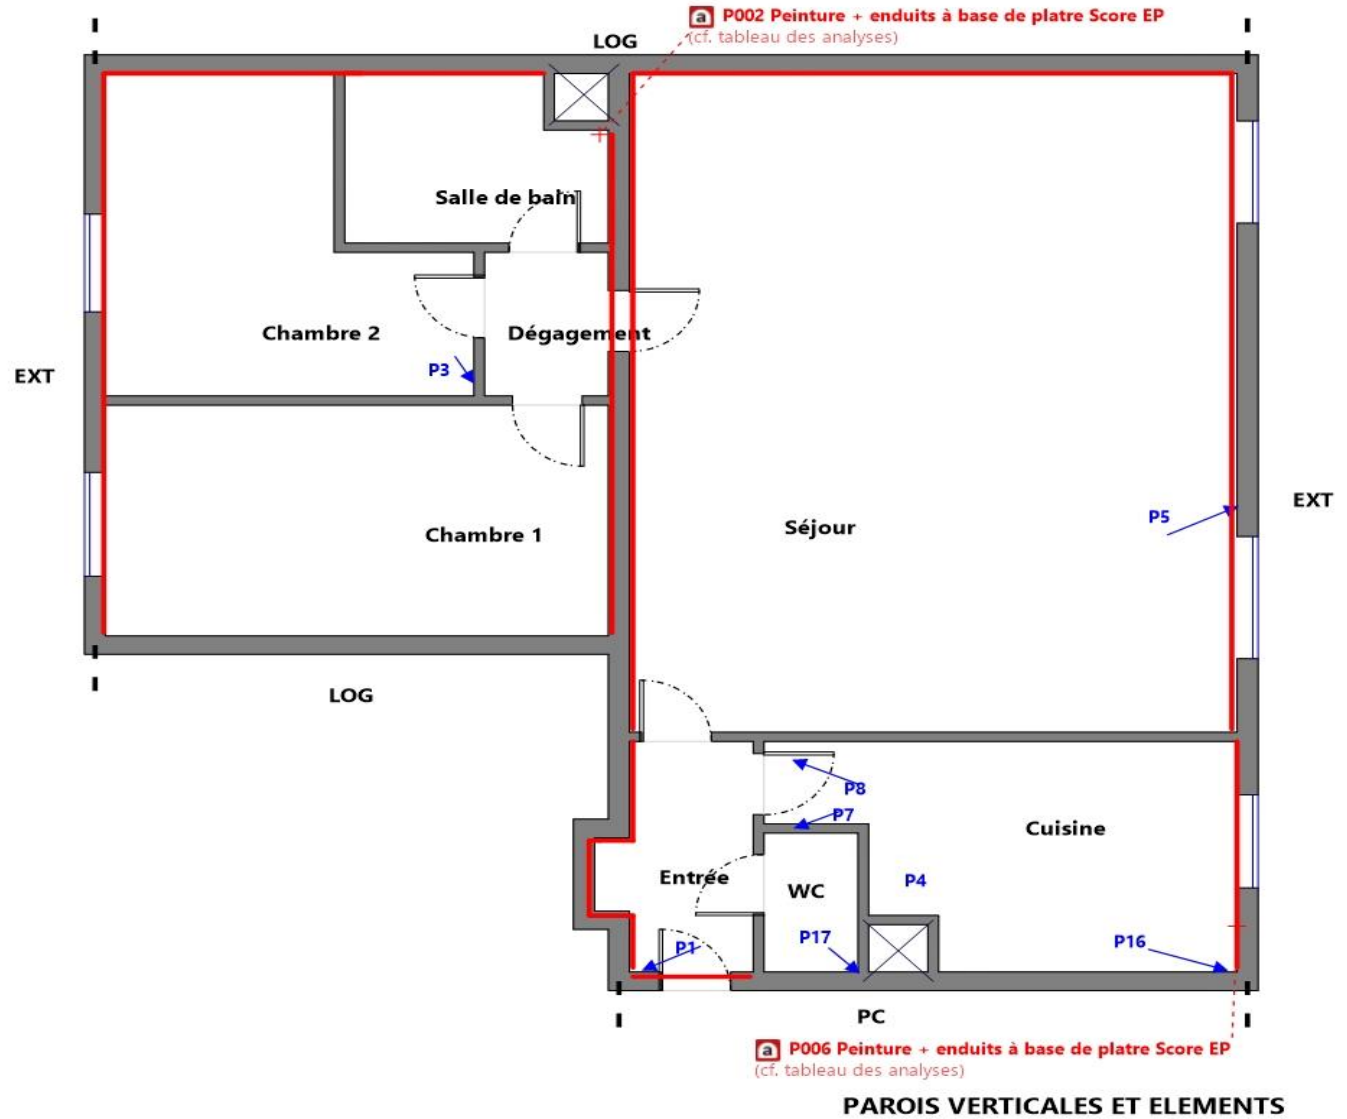 a P002 Peinture + enduits à base de platre Score EP
(cf. tableau des analyses)
LOG
Salle de bain
Chambre 2
Dégagement
P3
EXT
EXT
P5
Séjour
Chambre 1
LOG
P8
P7
Cuisine
Entrée
WC
P4
P1
P17
P16
PC
a P006 Peinture + enduits à base de platre Score EP
(cf. tableau des analyses)
PAROIS VERTICALES ET ELEMENTS